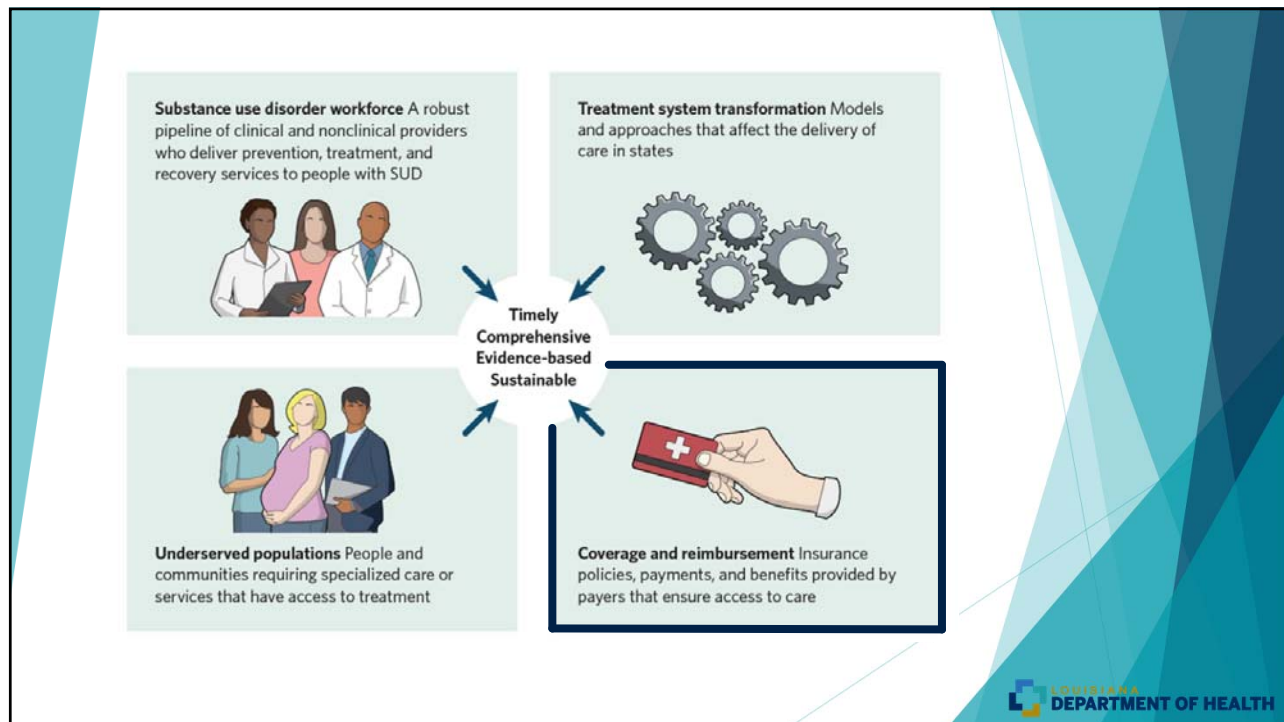 Substance use disorder workforce A robust
pipeline of clinical and nonclinical providers
who deliver prevention, treatment, and
recovery services to people with SUD
Treatment system transformation Models
and approaches that affect the delivery of
care in states
Timely
Comprehensive
Evidence-based
Sustainable
Underserved populations People and
communities requiring specialized care or
services that have access to treatment
Coverage and reimbursement Insurance
policies, payments, and benefits provided by
payers that ensure access to care
LOUISIANA
DEPARTMENT OF HEALTH